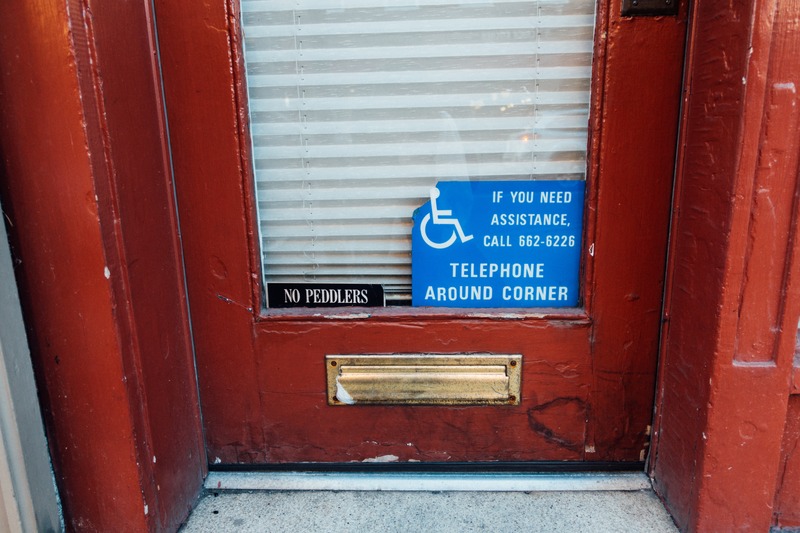 IF YOU NEED
ASSISTANCE,
CALL 662-6226
TELEPHONE
AROUND CORNER
NO PEDDLERS